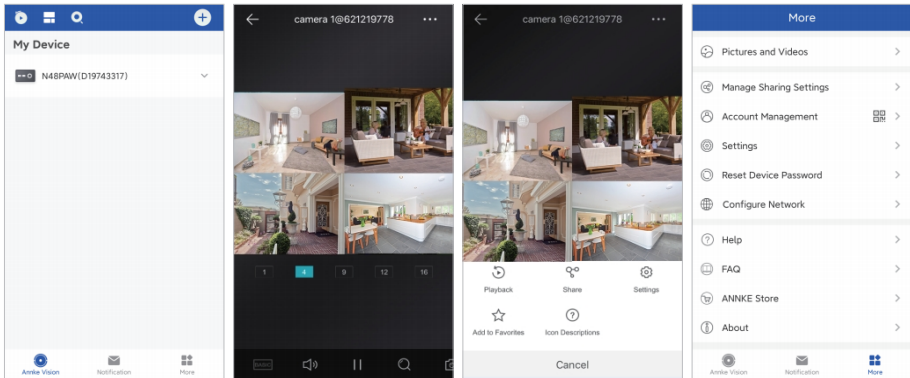 My Device
N48PAW(D19743317)
Annke Vision
Notification
More
camera 1@621219778
1
4
9
12
16
BASIC
camera 1@621219778
Playback
Share
Settings
Add to Favorites
Icon Descriptions
Cancel
More
Pictures and Videos
Manage Sharing Settings
Account Management
Settings
Reset Device Password
Configure Network
Help
FAQ
ANNKE Store
About
Annke Vision
Notification
More